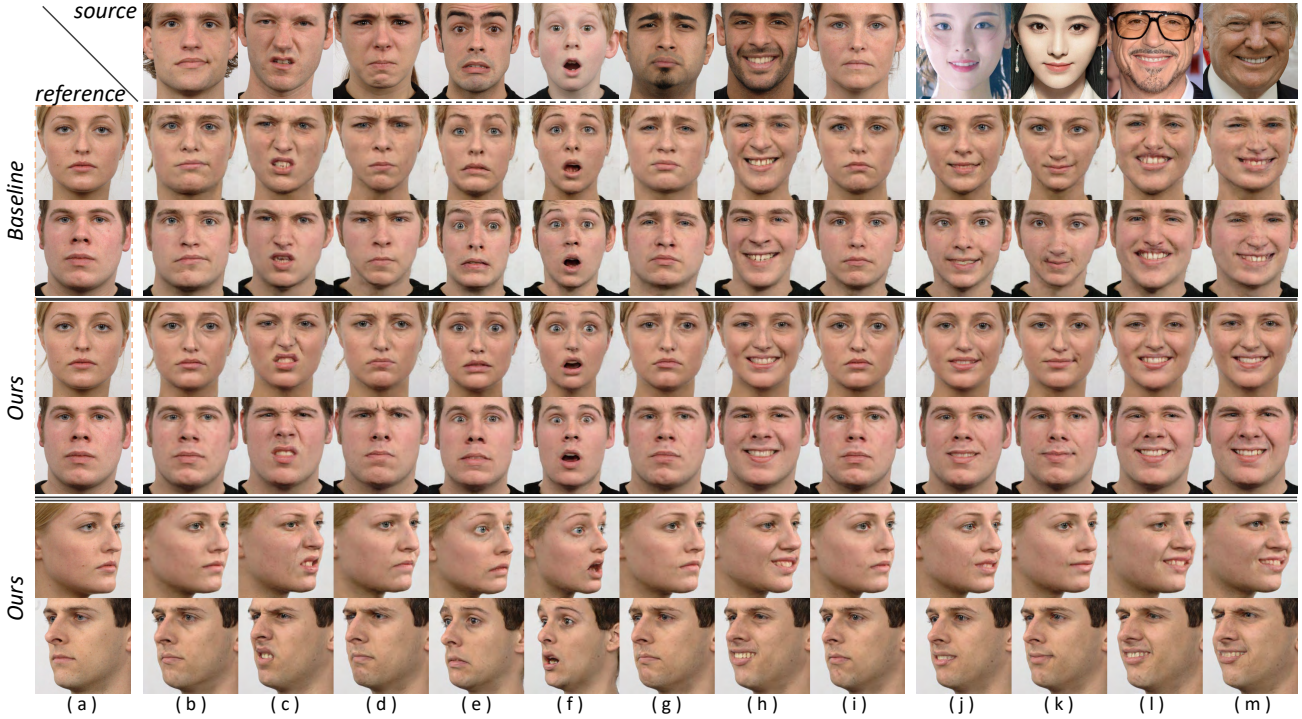 source
reference
Baseline
Ours
Ours
( a ) ( b ) ( c ) ( d ) ( e ) ( f ) ( g ) ( h ) ( i ) ( j ) ( k ) ( l ) ( m )